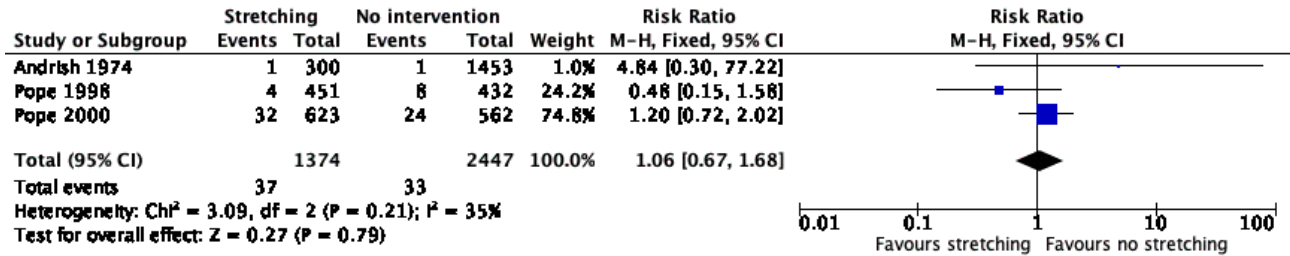 Stretching No intervention Risk Ratio Risk Ratio
Study or Subgroup Events Total Events Total Weight M-H, Fixed, 95% CI M-H, Fixed, 95% CI
Andrish 1974 1 300 1 1453 1.0% 4.84 [0.30, 77.22]
Pope 1998 4 451 8 432 24.2% 0.48 [0.15, 1.58]
Pope 2000 32 623 24 562 74.8% 1.20 [0.72, 2.02]
Total (95% CI) 1374 2447 100.0% 1.06 [0.67, 1.68]
Total events 37 33
Heterogeneity: Chi² = 3.09, df = 2 (P = 0.21); I² = 35%
Test for overall effect: Z = 0.27 (P = 0.79)
0.01 0.1 1 10 100
Favours stretching Favours no stretching